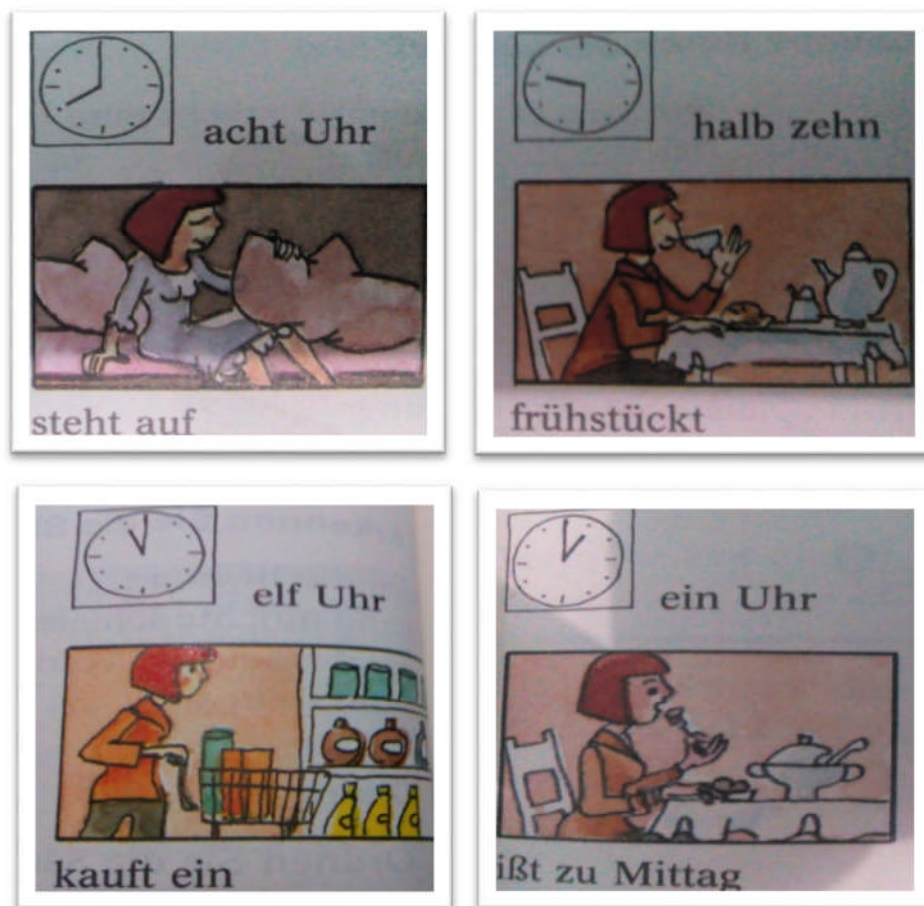 acht Uhr
steht auf
halb zehn
frühstückt
elf Uhr
kauft ein
ein Uhr
ißt zu Mittag